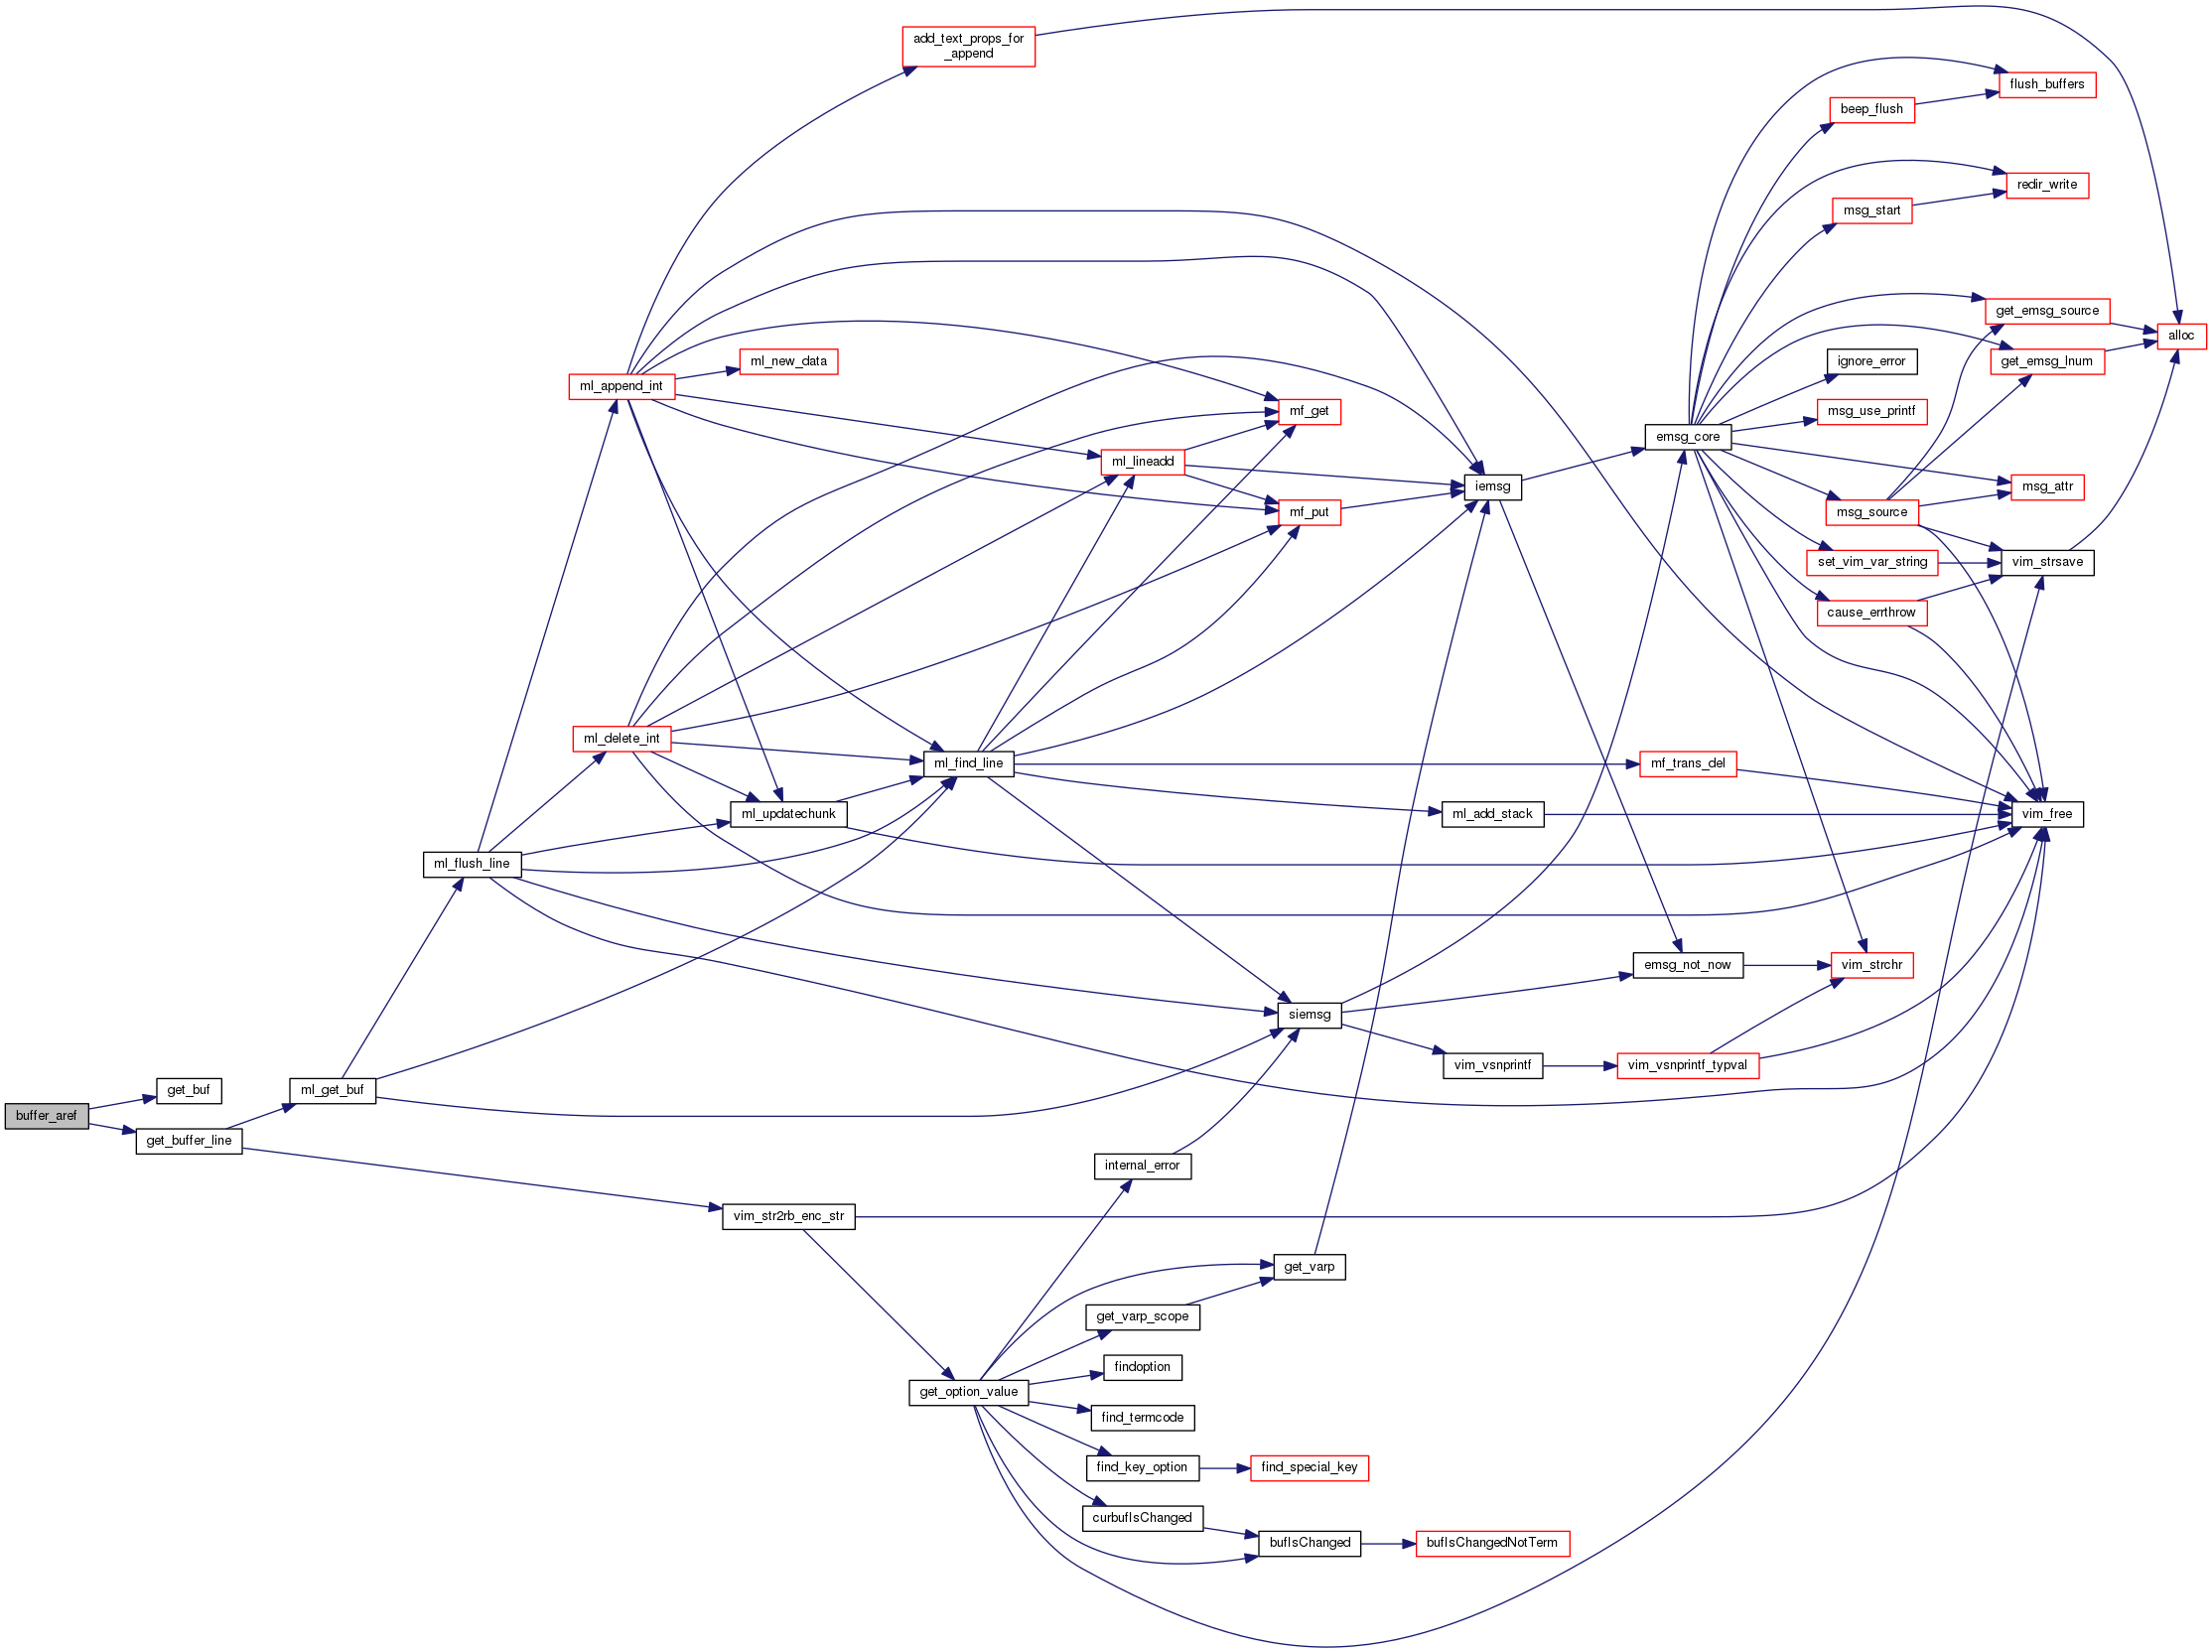 add_text_props_for
_append
flush_buffers
beep_flush
redir_write
msg_start
get_emsg_source
alloc
ml_new_data
ignore_error
get_emsg_lnum
ml_append_int
mf_get
msg_use_printf
emsg_core
ml_lineadd
iemsg
msg_attr
mf_put
msg_source
set_vim_var_string
vim_strsave
cause_errthrow
ml_delete_int
ml_find_line
mf_trans_del
ml_updatechunk
ml_add_stack
vim_free
ml_flush_line
emsg_not_now
vim_strchr
siemsg
vim_vsnprintf
vim_vsnprintf_typval
get_buf
ml_get_buf
buffer_aref
get_buffer_line
internal_error
vim_str2rb_enc_str
get_varp
get_varp_scope
findoption
get_option_value
find_termcode
find_key_option
find_special_key
curbufIsChanged
bufIsChanged
bufIsChangedNotTerm